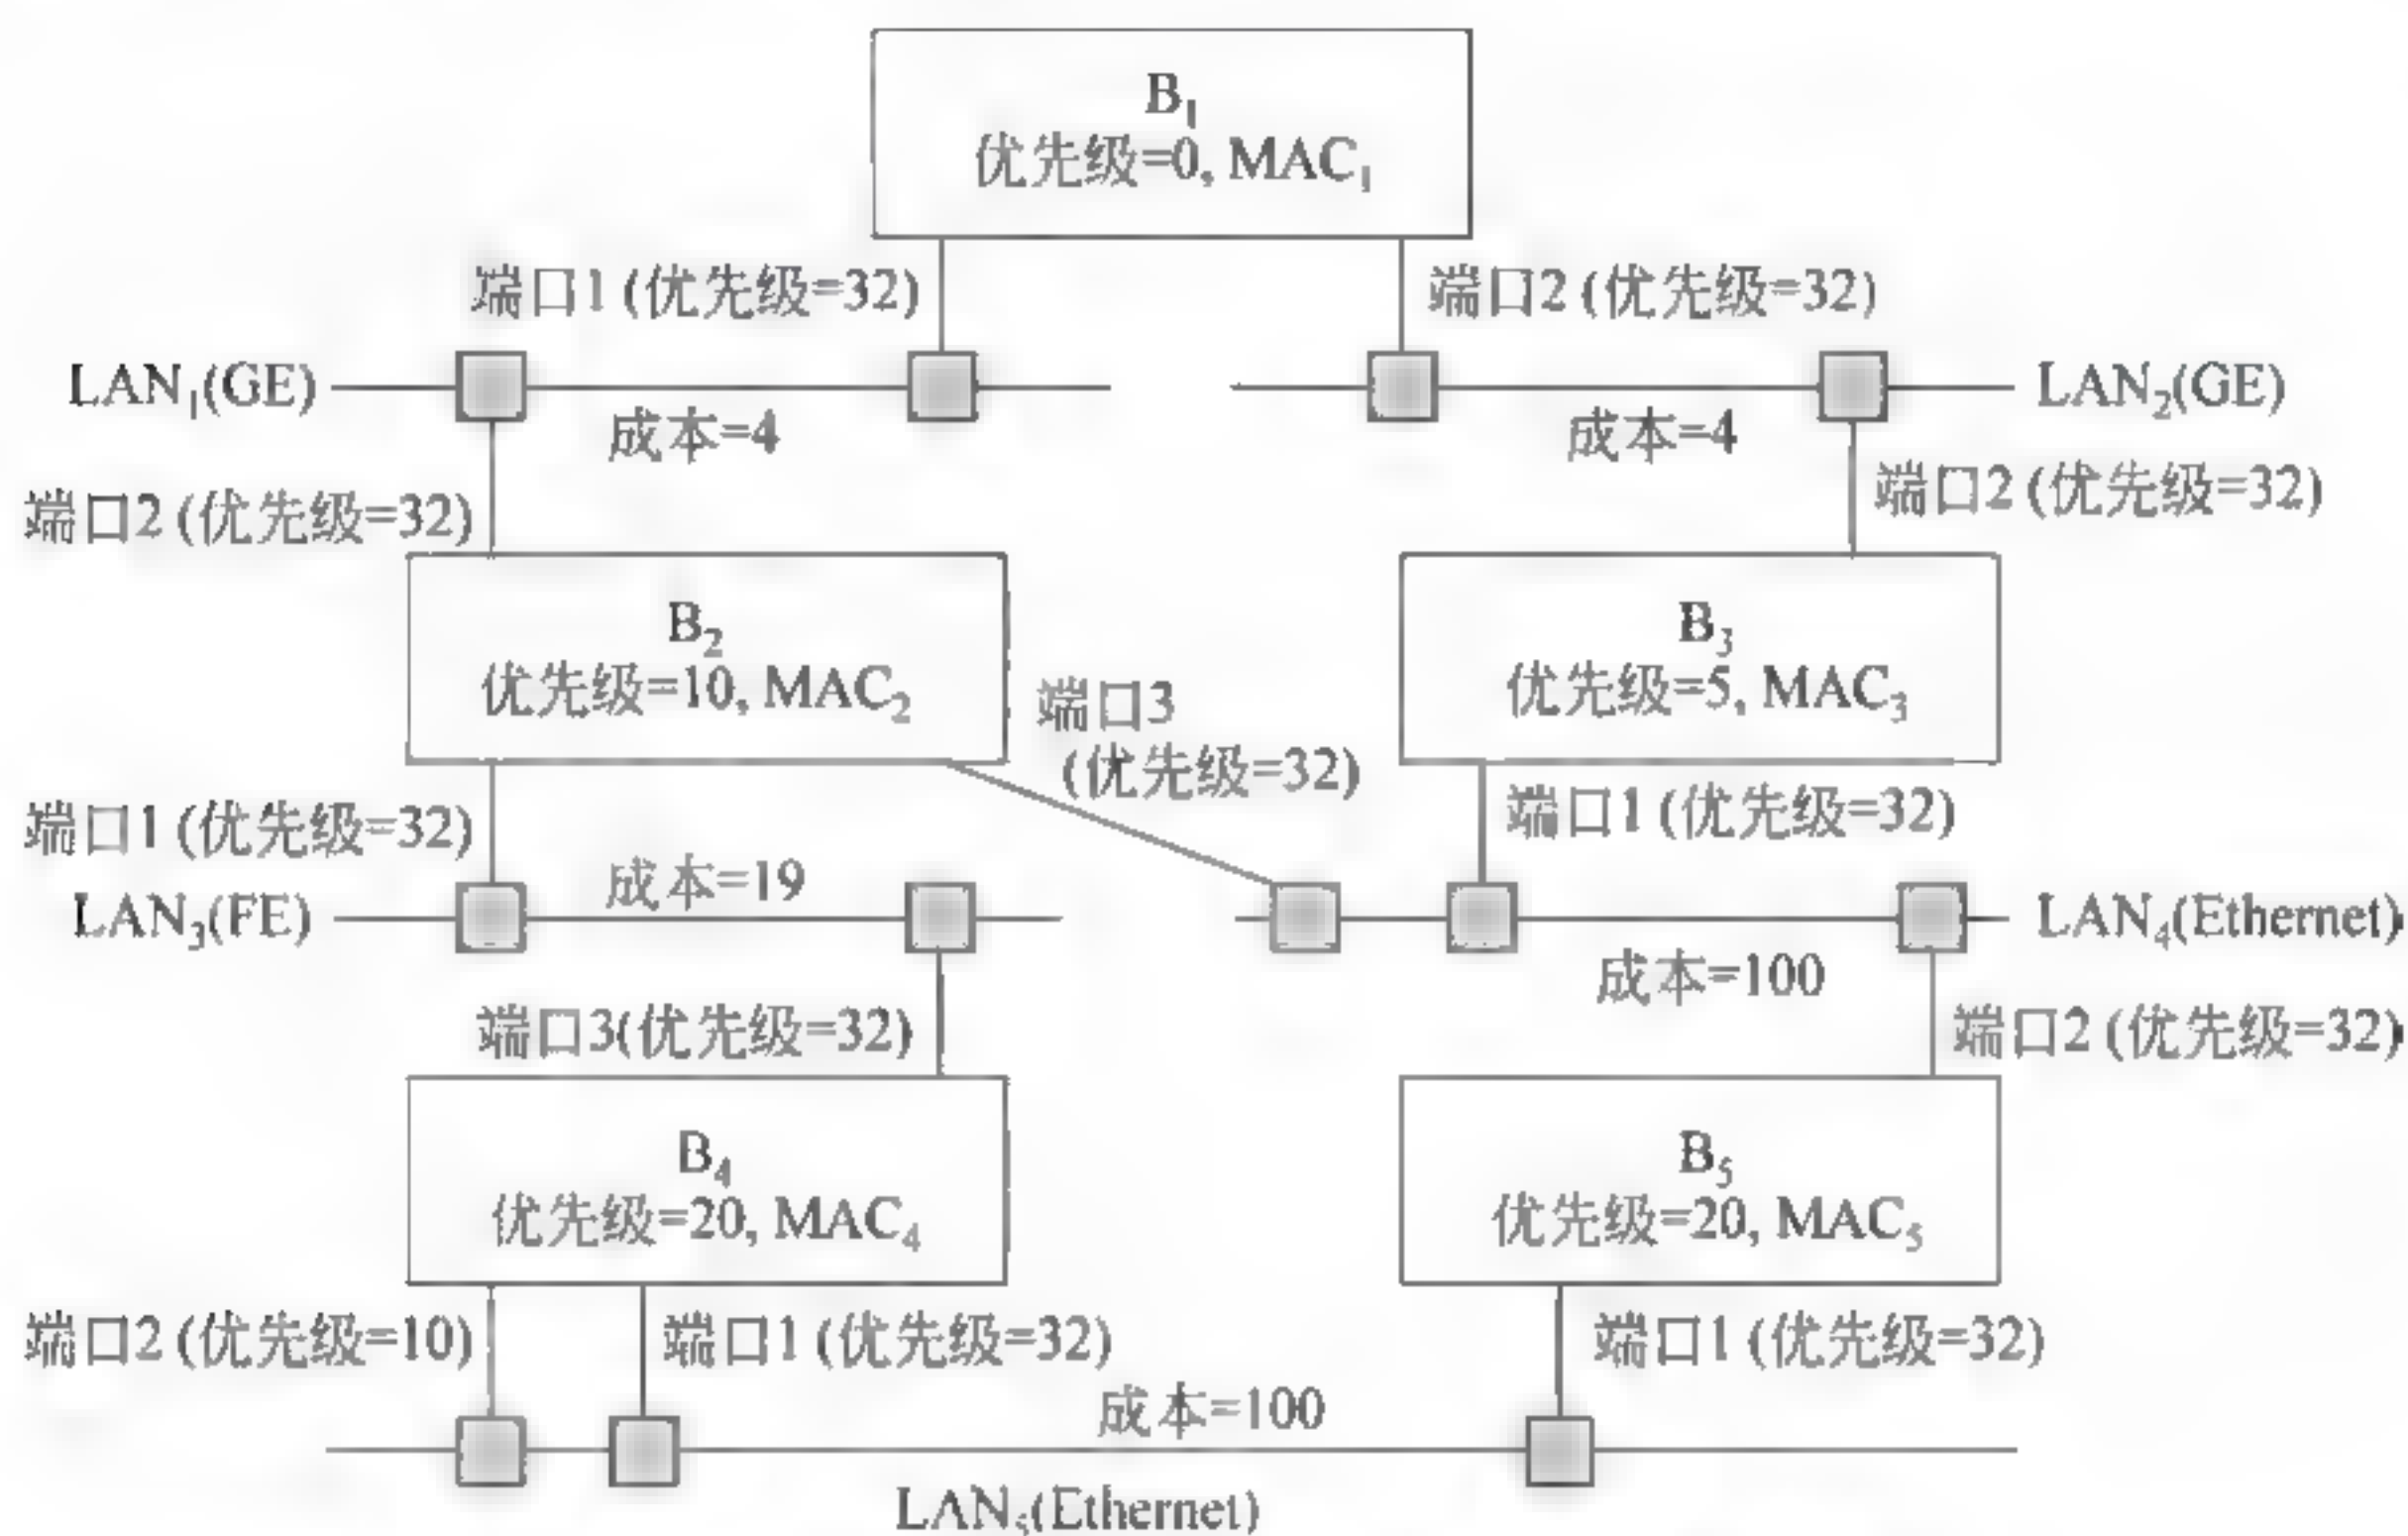 B₁
优先级=0, MAC₁
端口1 (优先级=32)
端口2 (优先级=32)
LAN₁(GE)
成本=4
成本=4
LAN₂(GE)
端口2 (优先级=32)
端口2 (优先级=32)
B₂
优先级=10, MAC₂
B₃
优先级=5, MAC₃
端口3
(优先级=32)
端口1 (优先级=32)
端口1 (优先级=32)
LAN₃(FE)
成本=19
LAN₄(Ethernet)
成本=100
端口3(优先级=32)
端口2 (优先级=32)
B₄
优先级=20, MAC₄
B₅
优先级=20, MAC₅
端口2 (优先级=10)
端口1 (优先级=32)
端口1 (优先级=32)
成本=100
LAN₅(Ethernet)